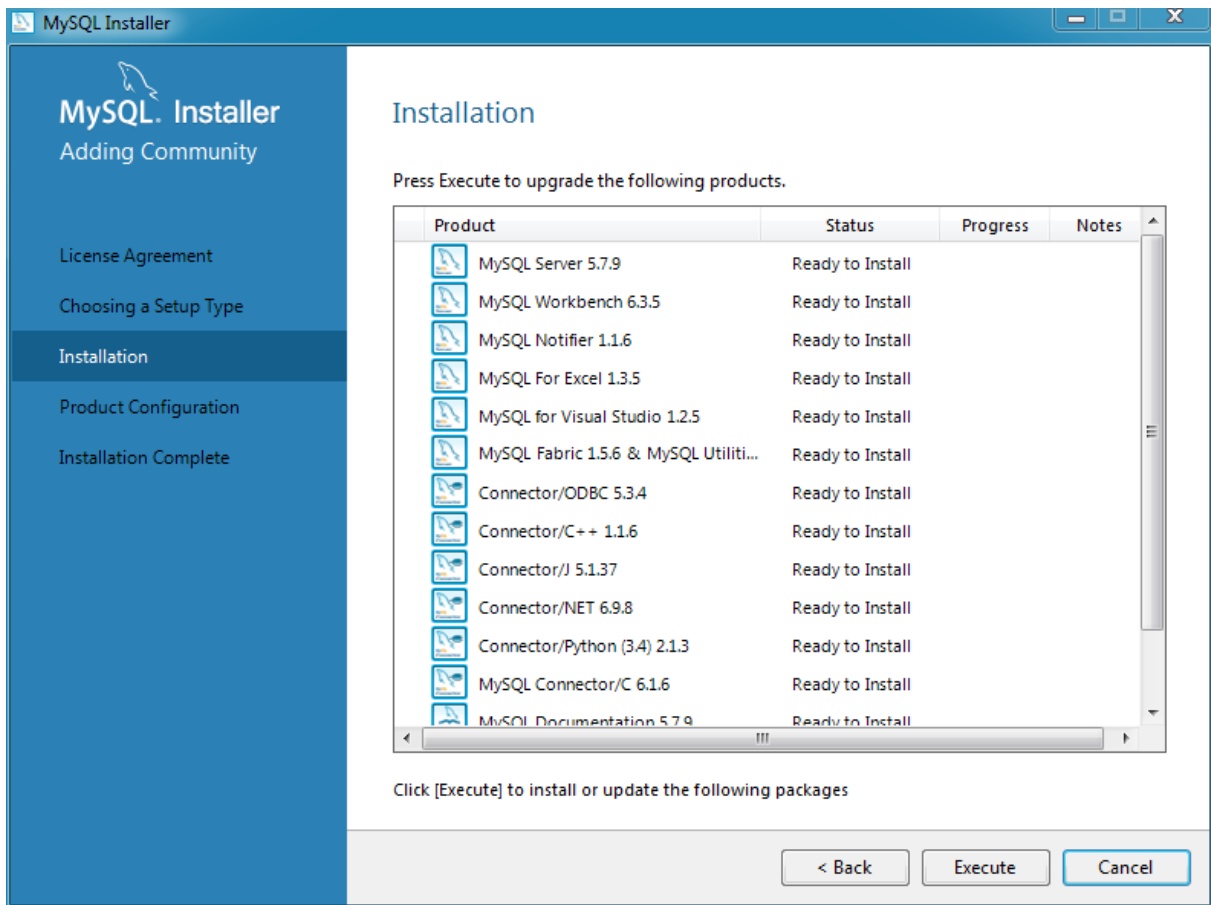 MySQL Installer
MySQL. Installer
Adding Community
License Agreement
Choosing a Setup Type
Installation
Product Configuration
Installation Complete
Installation
Press Execute to upgrade the following products.
Product Status Progress Notes
MySQL Server 5.7.9 Ready to Install
MySQL Workbench 6.3.5 Ready to Install
MySQL Notifier 1.1.6 Ready to Install
MySQL For Excel 1.3.5 Ready to Install
MySQL for Visual Studio 1.2.5 Ready to Install
MySQL Fabric 1.5.6 & MySQL Utiliti... Ready to Install
Connector/ODBC 5.3.4 Ready to Install
Connector/C++ 1.1.6 Ready to Install
Connector/J 5.1.37 Ready to Install
Connector/NET 6.9.8 Ready to Install
Connector/Python (3.4) 2.1.3 Ready to Install
MySQL Connector/C 6.1.6 Ready to Install
MySQL Documentation 5.7.9 Ready to Install
Click [Execute] to install or update the following packages
< Back Execute Cancel